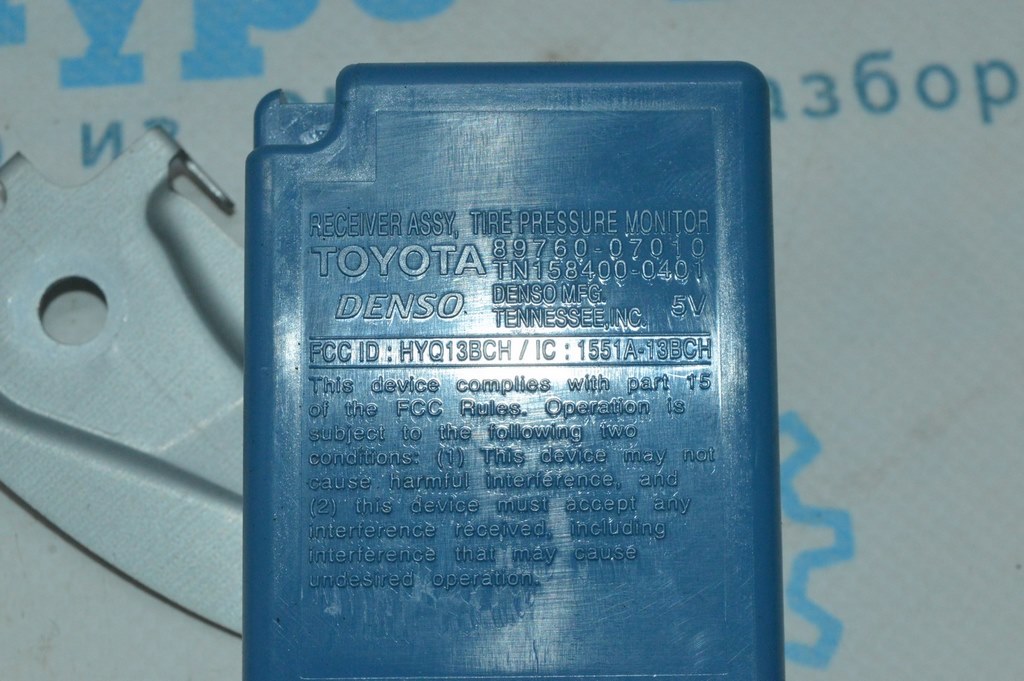 из
разбор
RECEIVER ASSY, TIRE PRESSURE MONITOR
TOYOTA 89760-07010
TN158400-0401
DENSO DENSO MFG. TENNESSEE, INC. 5V
FCC ID : HYQ13BCH / IC : 1551A-13BCH
This device complies with part 15
of the FCC Rules. Operation is
subject to the following two
conditions: (1) This device may not
cause harmful interference, and
(2) this device must accept any
interference received, including
interference that may cause
undesired operation.